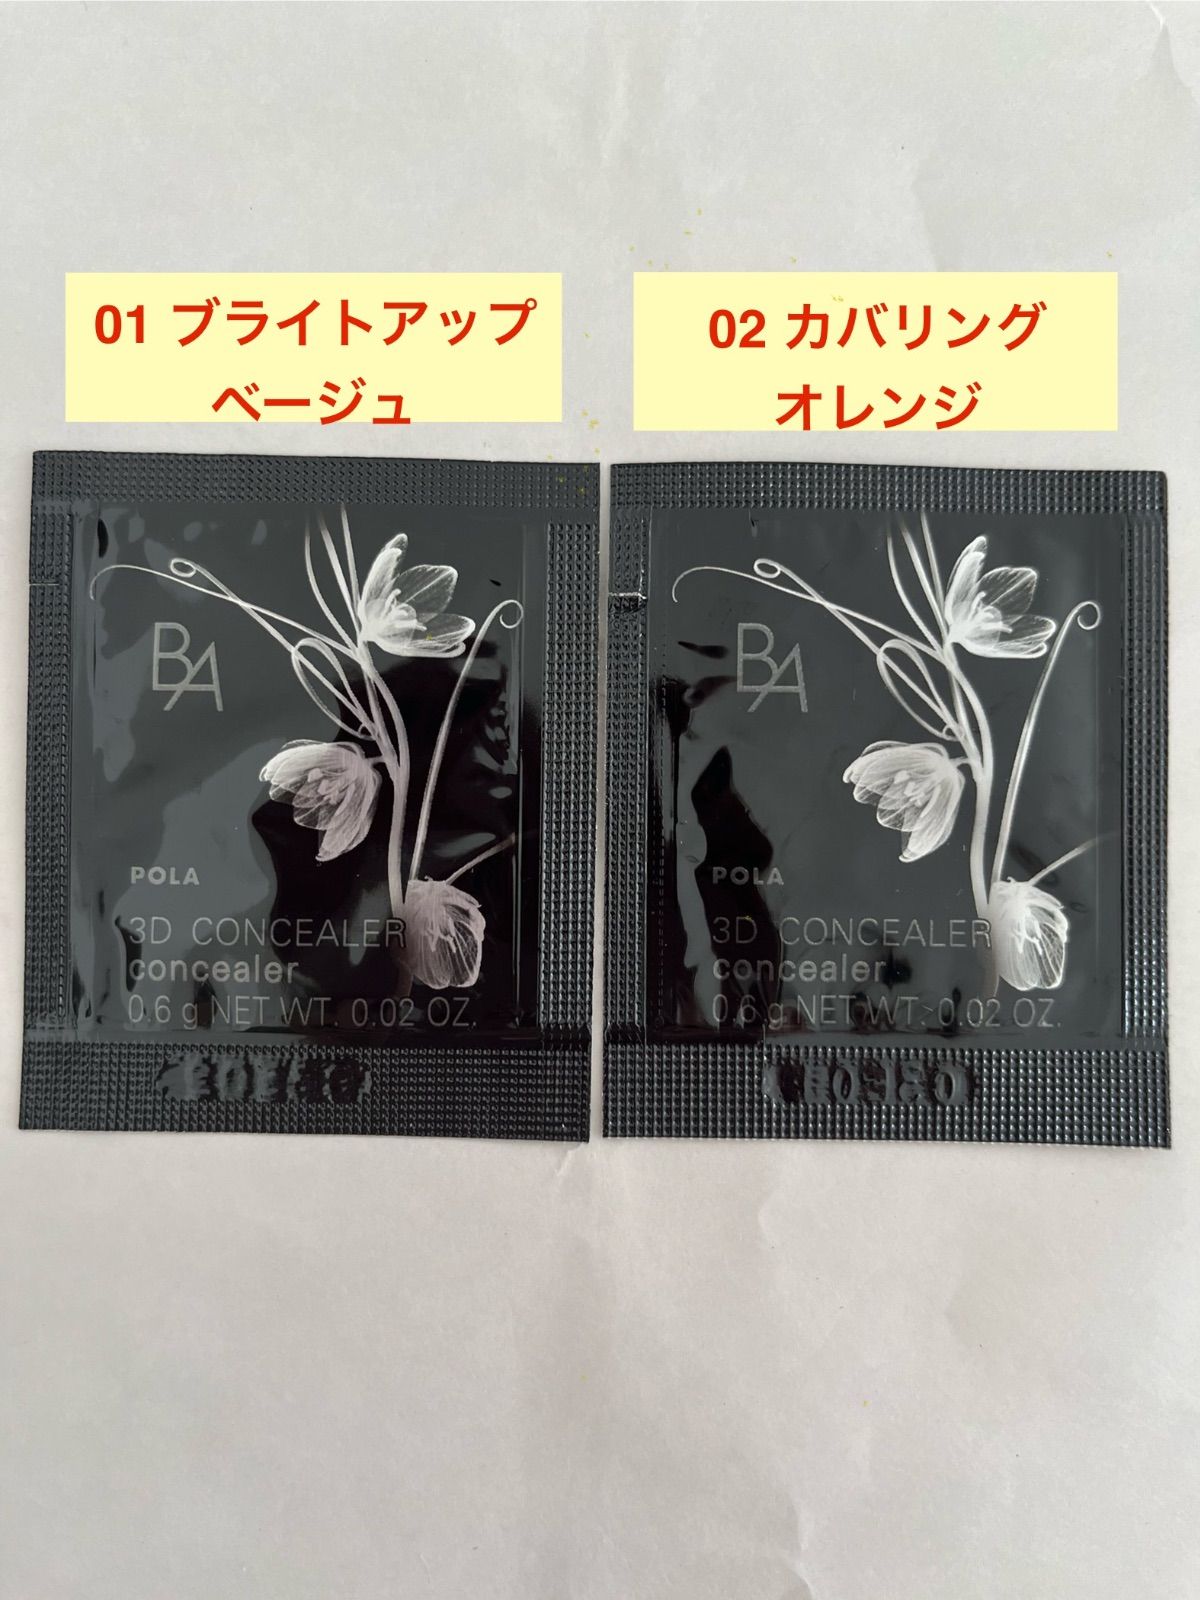 01 ブライトアップ
ベージュ
02 カバリング
オレンジ
BA
POLA
3D CONCEALER
concealer
0.6 g NET WT. 0.02 OZ.
BA
POLA
3D CONCEALER
concealer
0.6 g NET WT. 0.02 OZ.